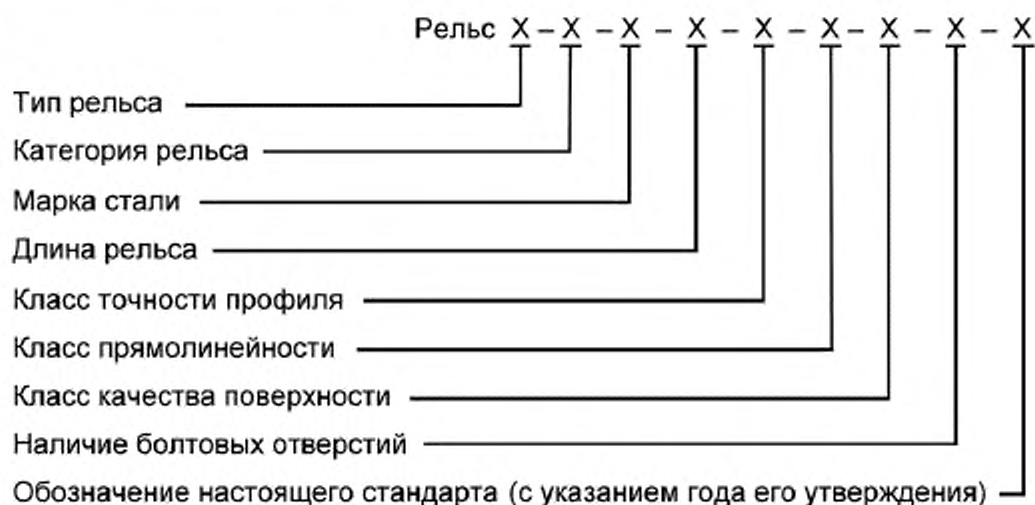 Рельс X – X – X – X – X – X – X – X – X
Тип рельса
Категория рельса
Марка стали
Длина рельса
Класс точности профиля
Класс прямолинейности
Класс качества поверхности
Наличие болтовых отверстий
Обозначение настоящего стандарта (с указанием года его утверждения)